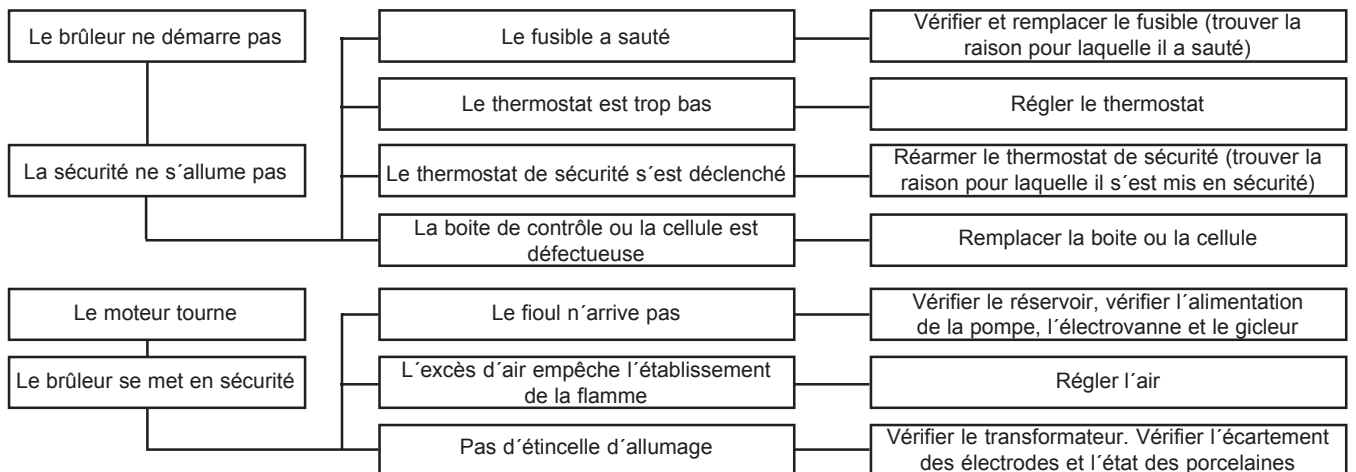 Le brûleur ne démarre pas
Le fusible a sauté
Vérifier et remplacer le fusible (trouver la
raison pour laquelle il a sauté)
Le thermostat est trop bas
Régler le thermostat
La sécurité ne s´allume pas
Le thermostat de sécurité s´est déclenché
Réarmer le thermostat de sécurité (trouver la
raison pour laquelle il s´est mis en sécurité)
La boite de contrôle ou la cellule est
défectueuse
Remplacer la boite ou la cellule
Le moteur tourne
Le fioul n´arrive pas
Vérifier le réservoir, vérifier l´alimentation
de la pompe, l´électrovanne et le gicleur
Le brûleur se met en sécurité
L´excès d´air empêche l´établissement
de la flamme
Régler l´air
Pas d´étincelle d´allumage
Vérifier le transformateur. Vérifier l´écartement
des électrodes et l´état des porcelaines